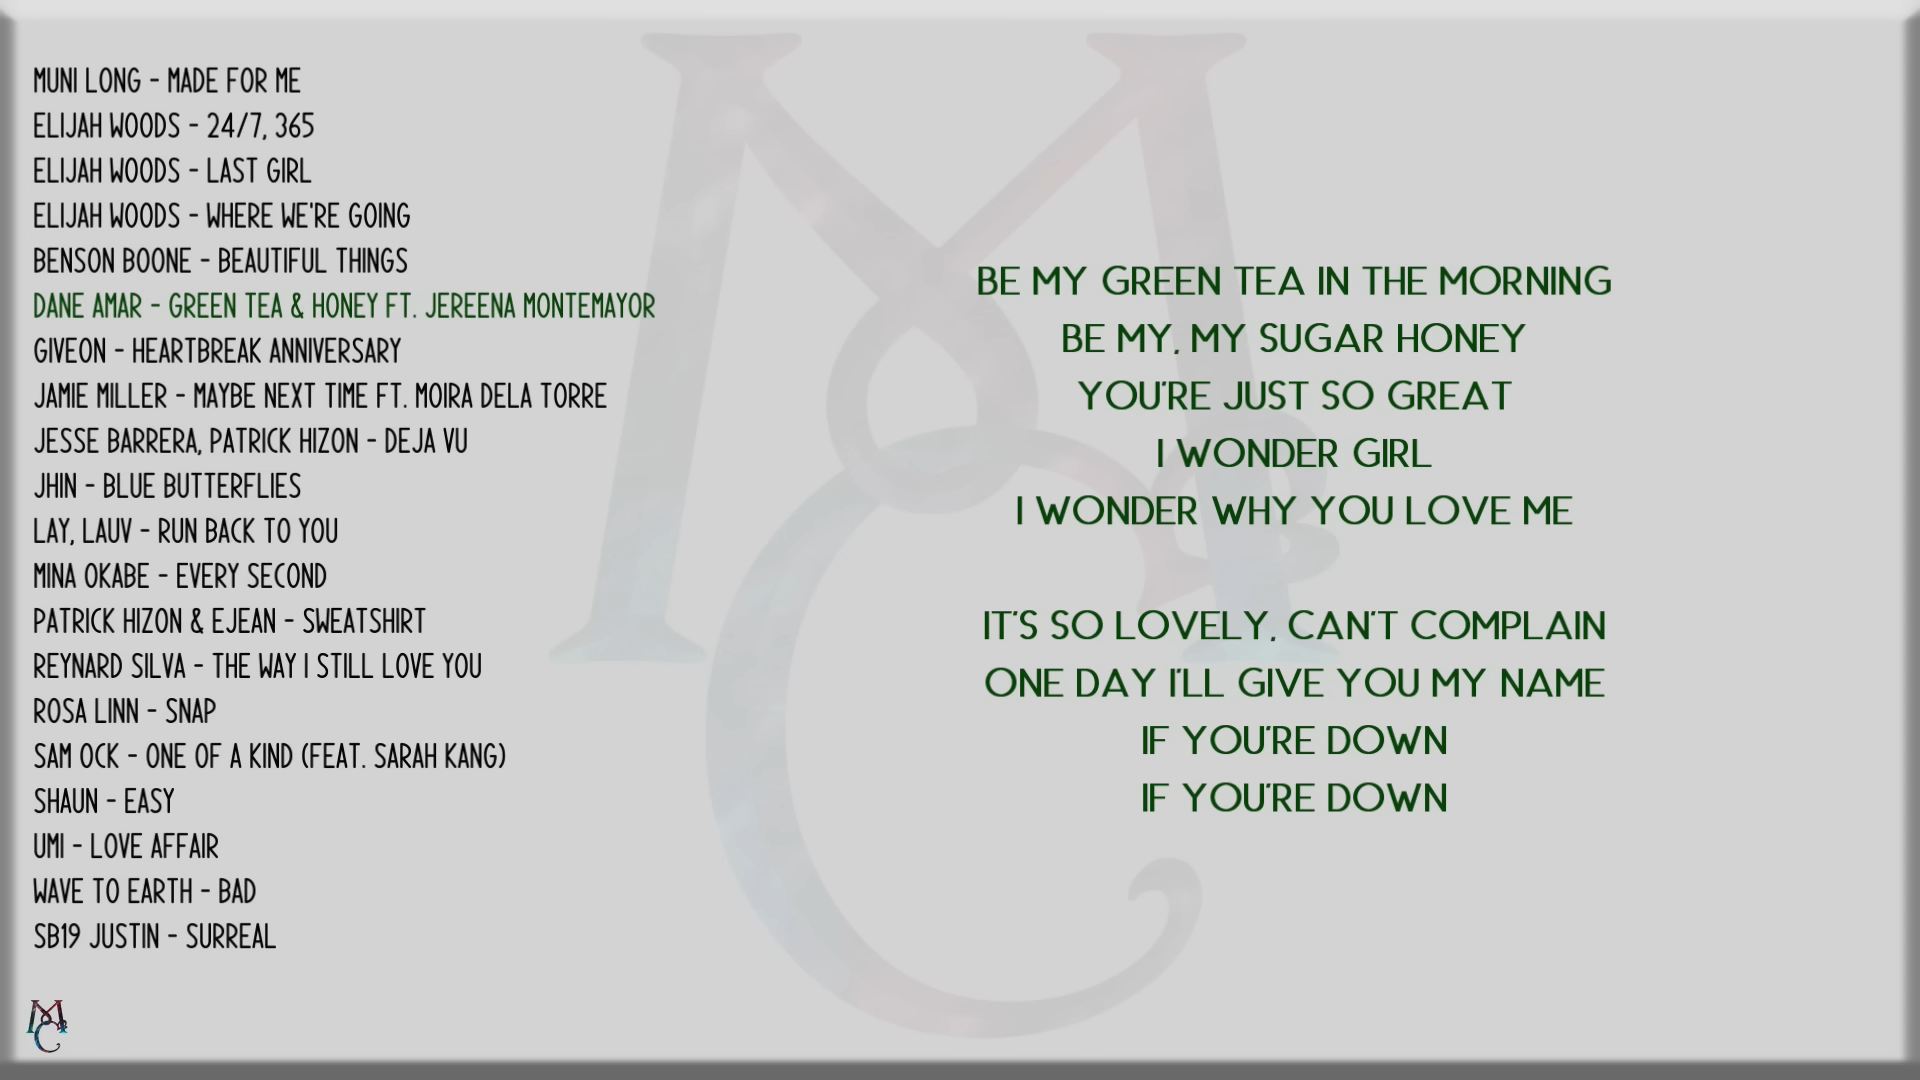 MUNI LONG - MADE FOR ME
ELIJAH WOODS - 24/7, 365
ELIJAH WOODS - LAST GIRL
ELIJAH WOODS - WHERE WE'RE GOING
BENSON BOONE - BEAUTIFUL THINGS
DANE AMAR - GREEN TEA & HONEY FT. JEREENA MONTEMAYOR
GIVEON - HEARTBREAK ANNIVERSARY
JAMIE MILLER - MAYBE NEXT TIME FT. MOIRA DELA TORRE
JESSE BARRERA, PATRICK HIZON - DEJA VU
JHIN - BLUE BUTTERFLIES
LAY, LAUV - RUN BACK TO YOU
MINA OKABE - EVERY SECOND
PATRICK HIZON & EJEAN - SWEATSHIRT
REYNARD SILVA - THE WAY I STILL LOVE YOU
ROSA LINN - SNAP
SAM OCK - ONE OF A KIND (FEAT. SARAH KANG)
SHAUN - EASY
UMI - LOVE AFFAIR
WAVE TO EARTH - BAD
SB19 JUSTIN - SURREAL
BE MY GREEN TEA IN THE MORNING
BE MY, MY SUGAR HONEY
YOU'RE JUST SO GREAT
I WONDER GIRL
I WONDER WHY YOU LOVE ME
IT'S SO LOVELY, CAN'T COMPLAIN
ONE DAY I'LL GIVE YOU MY NAME
IF YOU'RE DOWN
IF YOU'RE DOWN